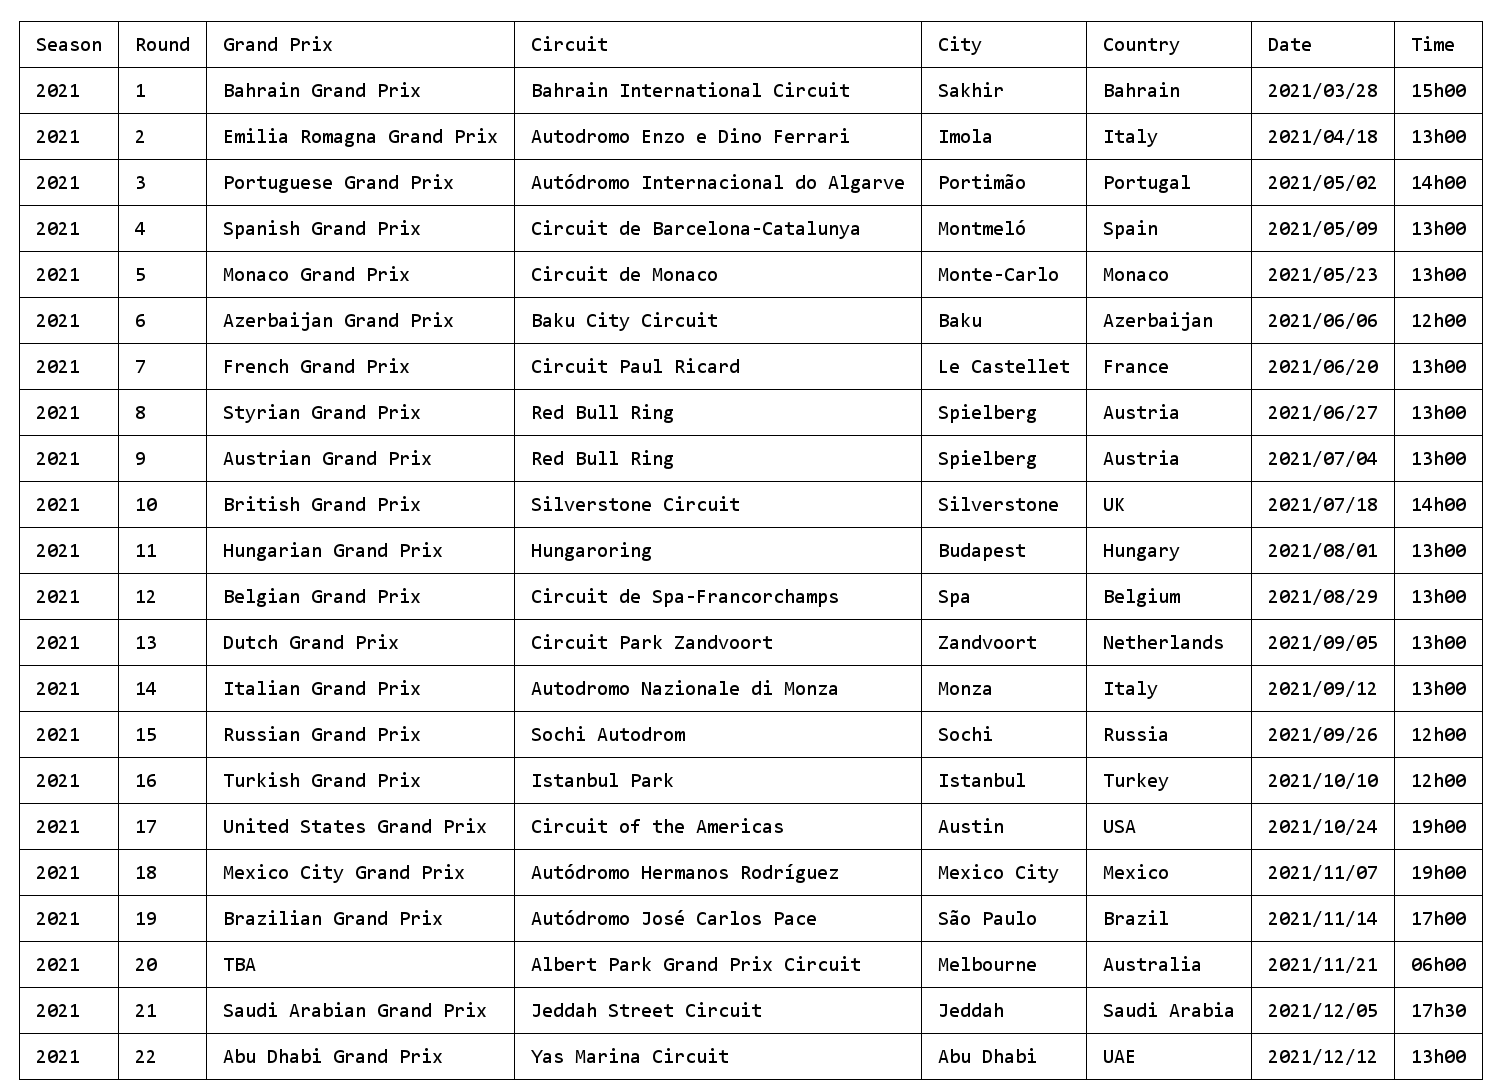 Season Round Grand Prix Circuit City Country Date Time
2021 1 Bahrain Grand Prix Bahrain International Circuit Sakhir Bahrain 2021/03/28 15h00
2021 2 Emilia Romagna Grand Prix Autodromo Enzo e Dino Ferrari Imola Italy 2021/04/18 13h00
2021 3 Portuguese Grand Prix Autódromo Internacional do Algarve Portimão Portugal 2021/05/02 14h00
2021 4 Spanish Grand Prix Circuit de Barcelona-Catalunya Montmeló Spain 2021/05/09 13h00
2021 5 Monaco Grand Prix Circuit de Monaco Monte-Carlo Monaco 2021/05/23 13h00
2021 6 Azerbaijan Grand Prix Baku City Circuit Baku Azerbaijan 2021/06/06 12h00
2021 7 French Grand Prix Circuit Paul Ricard Le Castellet France 2021/06/20 13h00
2021 8 Styrian Grand Prix Red Bull Ring Spielberg Austria 2021/06/27 13h00
2021 9 Austrian Grand Prix Red Bull Ring Spielberg Austria 2021/07/04 13h00
2021 10 British Grand Prix Silverstone Circuit Silverstone UK 2021/07/18 14h00
2021 11 Hungarian Grand Prix Hungaroring Budapest Hungary 2021/08/01 13h00
2021 12 Belgian Grand Prix Circuit de Spa-Francorchamps Spa Belgium 2021/08/29 13h00
2021 13 Dutch Grand Prix Circuit Park Zandvoort Zandvoort Netherlands 2021/09/05 13h00
2021 14 Italian Grand Prix Autodromo Nazionale di Monza Monza Italy 2021/09/12 13h00
2021 15 Russian Grand Prix Sochi Autodrom Sochi Russia 2021/09/26 12h00
2021 16 Turkish Grand Prix Istanbul Park Istanbul Turkey 2021/10/10 12h00
2021 17 United States Grand Prix Circuit of the Americas Austin USA 2021/10/24 19h00
2021 18 Mexico City Grand Prix Autódromo Hermanos Rodríguez Mexico City Mexico 2021/11/07 19h00
2021 19 Brazilian Grand Prix Autódromo José Carlos Pace São Paulo Brazil 2021/11/14 17h00
2021 20 TBA Albert Park Grand Prix Circuit Melbourne Australia 2021/11/21 06h00
2021 21 Saudi Arabian Grand Prix Jeddah Street Circuit Jeddah Saudi Arabia 2021/12/05 17h30
2021 22 Abu Dhabi Grand Prix Yas Marina Circuit Abu Dhabi UAE 2021/12/12 13h00